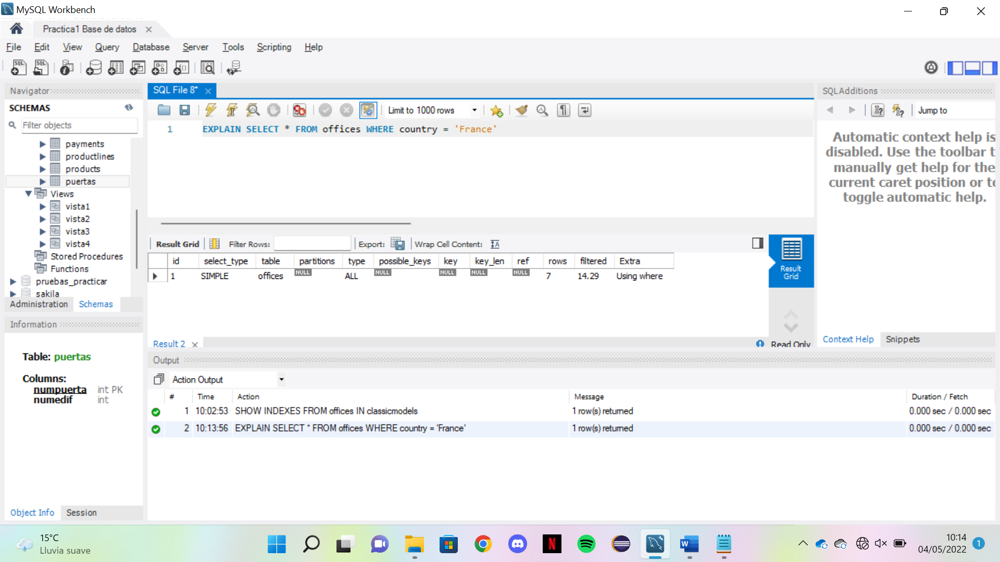 MySQL Workbench
Practica1 Base de datos
File Edit View Query Database Server Tools Scripting Help
Navigator
SCHEMAS
Filter objects
payments
productlines
products
puertas
Views
vista1
vista2
vista3
vista4
Stored Procedures
Functions
pruebas_practicar
sakila
Administration Schemas
Information
Table: puertas
Columns:
numpuerta int PK
numedif int
Object Info Session
SQL File 8*
Limit to 1000 rows
1 EXPLAIN SELECT * FROM offices WHERE country = 'France'
Result Grid Filter Rows: Export: Wrap Cell Content:
id select_type table partitions type possible_keys key key_len ref rows filtered Extra
1 SIMPLE offices NULL ALL NULL NULL NULL NULL 7 14.29 Using where
Result Grid
Result 2
Read Only
SQLAdditions
Jump to
Automatic context help is
disabled. Use the toolbar t
manually get help for the
current caret position or to
toggle automatic help.
Context Help Snippets
Output
Action Output
# Time Action Message Duration / Fetch
1 10:02:53 SHOW INDEXES FROM offices IN classicmodels 1 row(s) returned 0.000 sec / 0.000 sec
2 10:13:56 EXPLAIN SELECT * FROM offices WHERE country = 'France' 1 row(s) returned 0.000 sec / 0.000 sec
15°C
Lluvia suave
10:14
04/05/2022
1